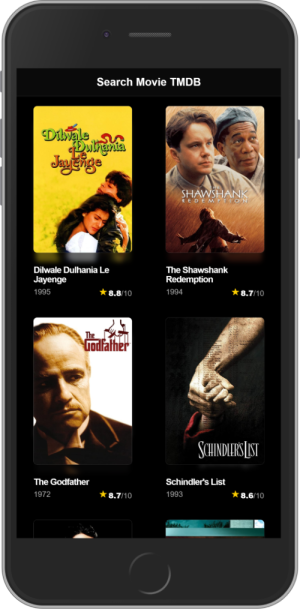 Search Movie TMDB
Dilwale
Dulhania
Le
Jayenge
SHAWSHANK
REDEMPTION
Dilwale Dulhania Le
Jayenge
1995
★8.8/10
The Shawshank
Redemption
1994
★8.7/10
The
Godfather
SCHINDLER'S LIST
The Godfather
1972
★8.7/10
Schindler's List
1993
★8.6/10